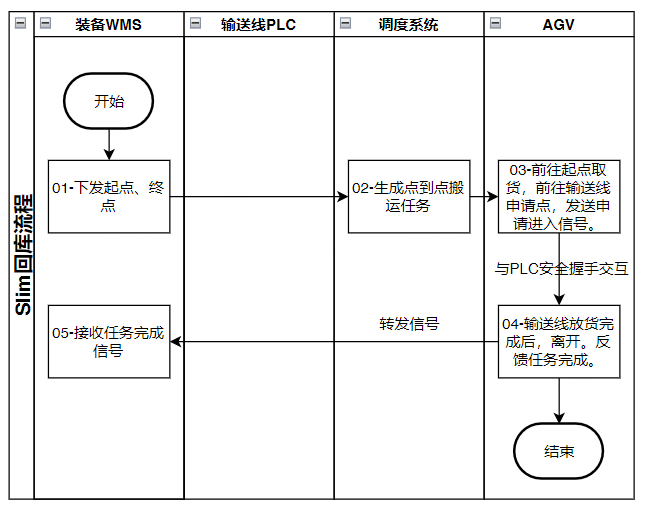 装备WMS
输送线PLC
调度系统
AGV
Slim回库流程
开始
01-下发起点、终
点
02-生成点到点搬
运任务
03-前往起点取
货，前往输送线
申请点，发送申
请进入信号。
与PLC安全握手交互
04-输送线放货完
成后，离开。反
馈任务完成。
转发信号
05-接收任务完成
信号
结束